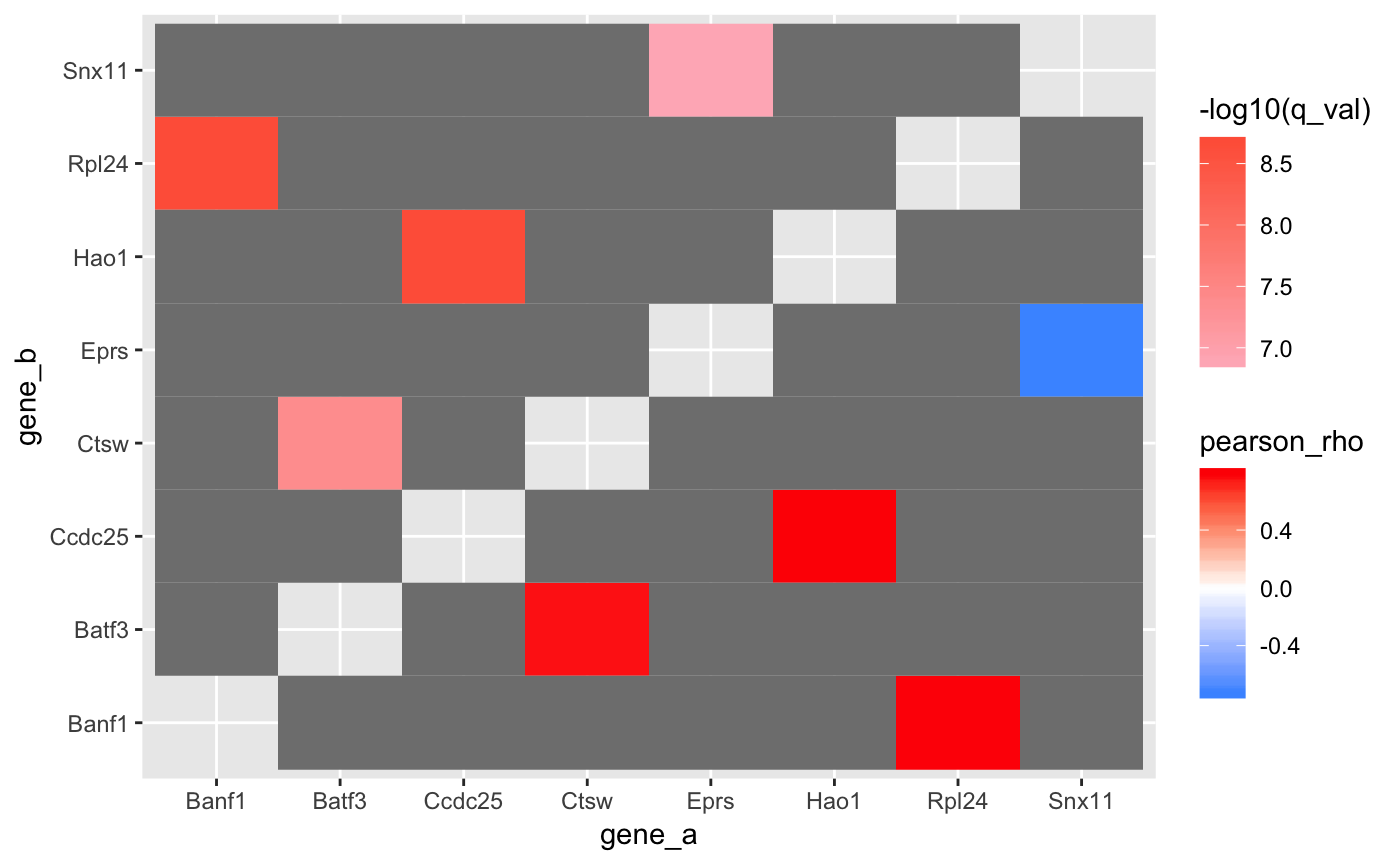 Snx11
Rpl24
Hao1
Eprs
Ctsw
Ccdc25
Batf3
Banf1
gene_b
Banf1 Batf3 Ccdc25 Ctsw Eprs Hao1 Rpl24 Snx11
gene_a
-log10(q_val)
8.5
8.0
7.5
7.0
pearson_rho
0.4
0.0
-0.4